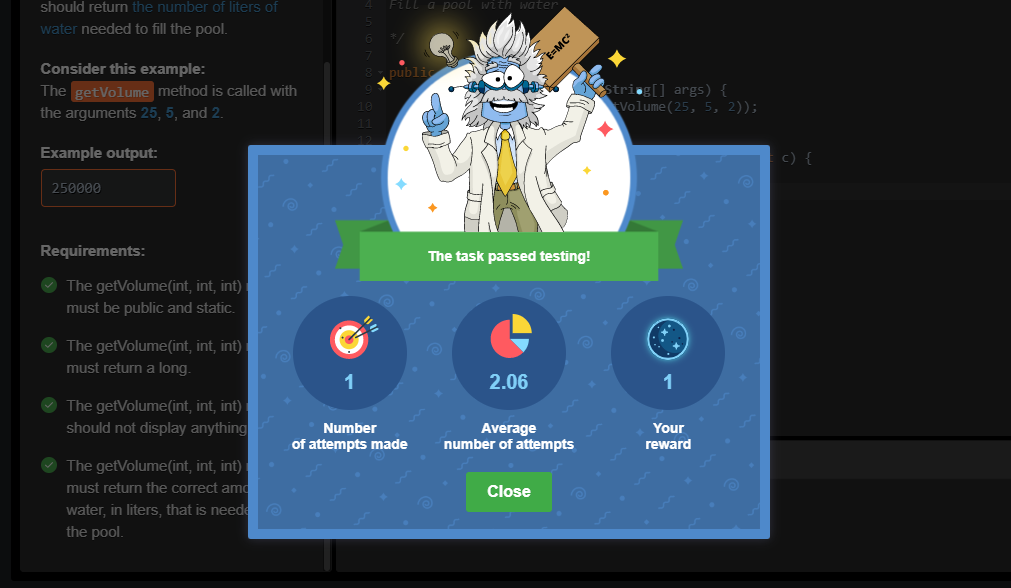 should return the number of liters of
water needed to fill the pool.
Consider this example:
The getVolume method is called with
the arguments 25, 5, and 2.
Example output:
250000
Requirements:
The getVolume(int, int, int)
must be public and static.
The getVolume(int, int, int)
must return a long.
The getVolume(int, int, int)
should not display anything
The getVolume(int, int, int)
must return the correct
water, in liters, that is
the pool.
4 Fill a pool with water
5
6 */
7
8 public
9 String[] args) {
10 tVolume(25, 5, 2));
11
12
c) {
E=MC²
The task passed testing!
1
Number
of attempts made
2.06
Average
number of attempts
1
Your
reward
Close